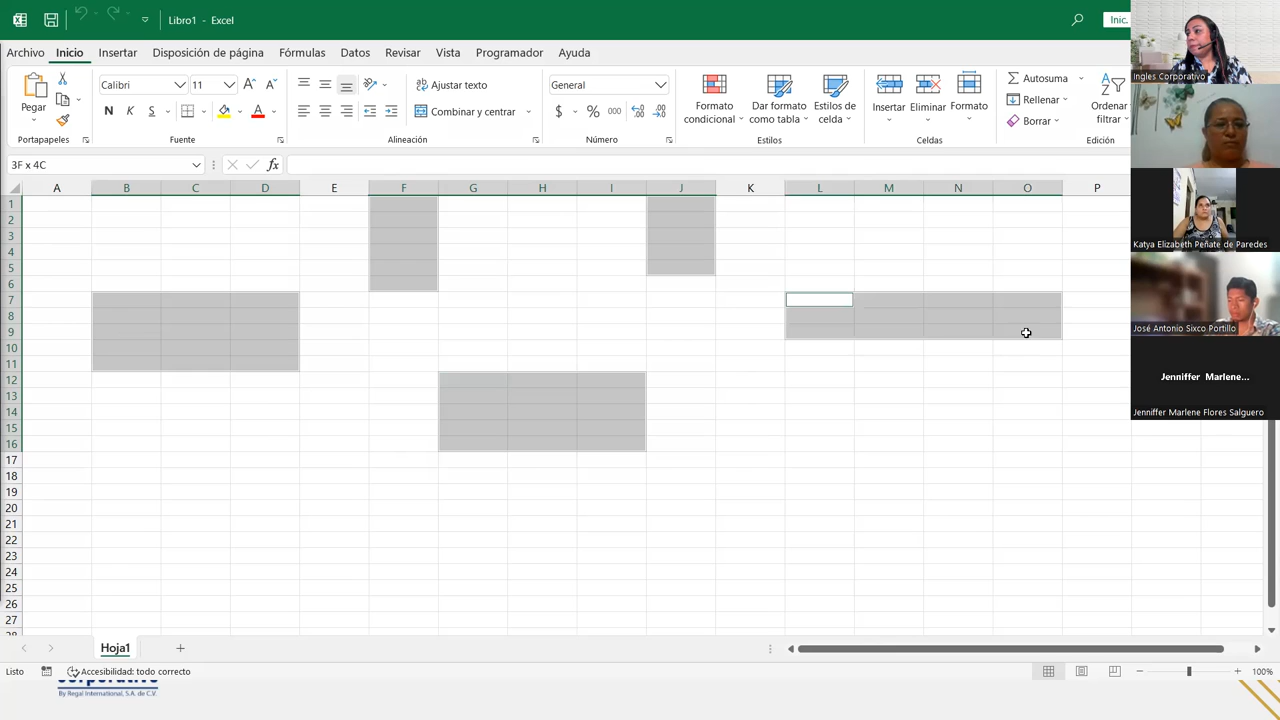 Libro1 - Excel
Inic.
Archivo Inicio Insertar Disposición de página Fórmulas Datos Revisar Vista Programador Ayuda
Pegar
Calibri 11
N K S
General
$ % 000
Combinar y centrar
Formato condicional
Dar formato como tabla
Estilos de celda
Insertar
Eliminar
Formato
Autosuma
Rellenar
Borrar
Ordenar filtrar
Portapapeles Fuente Alineación Número Estilos Celdas Edición
3F x 4C
fx
A B C D E F G H I J K L M N O P
1
2
3
4
5
6
7
8
9
10
11
12
13
14
15
16
17
18
19
20
21
22
23
24
25
26
27
28
Ingles Corporativo
Katya Elizabeth Peñate de Paredes
José Antonio Sixco Portillo
Jenniffer Marlene...
Jenniffer Marlene Flores Salguero
Hoja1
Listo
Accesibilidad: todo correcto
100%
By Regal International, S.A. de C.V.